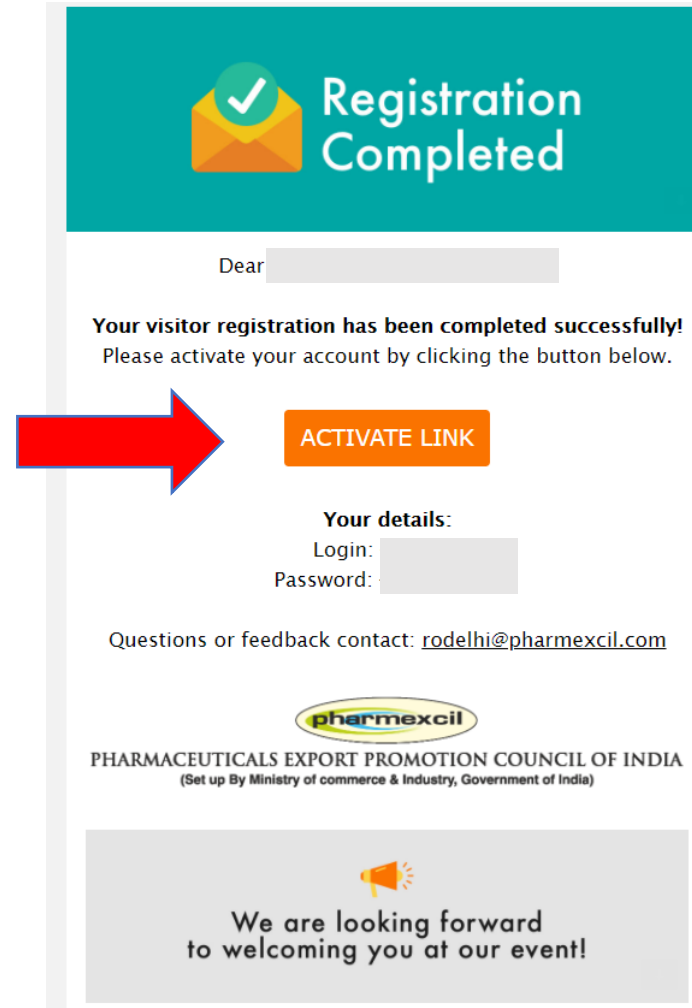 Registration
Completed
Dear
Your visitor registration has been completed successfully!
Please activate your account by clicking the button below.
ACTIVATE LINK
Your details:
Login:
Password:
Questions or feedback contact: rodelhi@pharmexcil.com
pharmexcil
PHARMACEUTICALS EXPORT PROMOTION COUNCIL OF INDIA
(Set up By Ministry of commerce & Industry, Government of India)
We are looking forward
to welcoming you at our event!